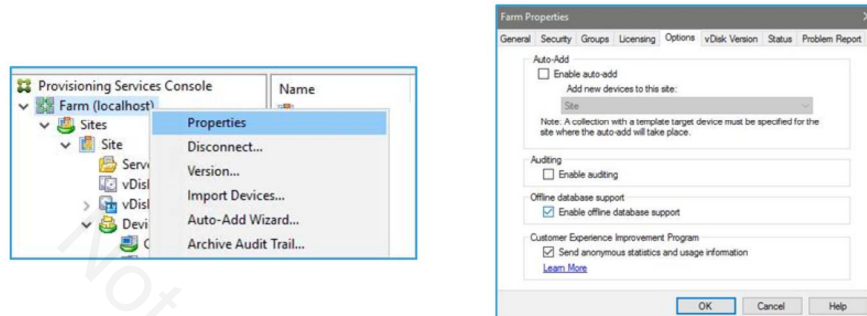 Provisioning Services Console
Name
Farm (localhost)
Sites
Site
Properties
Disconnect...
Version...
Import Devices...
Auto-Add Wizard...
Archive Audit Trail...
Not
Farm Properties
General Security Groups Licensing Options vDisk Version Status Problem Report
Auto-Add
Enable auto-add
Add new devices to this site:
Site
Note: A collection with a template target device must be specified for the
site where the auto-add will take place.
Auditing
Enable auditing
Offline database support
Enable offline database support
Customer Experience Improvement Program
Send anonymous statistics and usage information
Learn More
OK Cancel Help